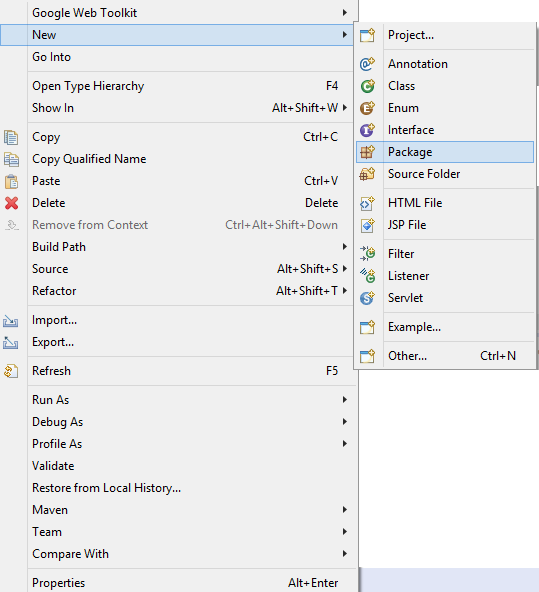 Google Web Toolkit
New
Go Into
Open Type Hierarchy F4
Show In Alt+Shift+W
Copy Ctrl+C
Copy Qualified Name
Paste Ctrl+V
Delete Delete
Remove from Context Ctrl+Alt+Shift+Down
Build Path
Source Alt+Shift+S
Refactor Alt+Shift+T
Import...
Export...
Refresh F5
Run As
Debug As
Profile As
Validate
Restore from Local History...
Maven
Team
Compare With
Properties Alt+Enter
Project...
Annotation
Class
Enum
Interface
Package
Source Folder
HTML File
JSP File
Filter
Listener
Servlet
Example...
Other... Ctrl+N